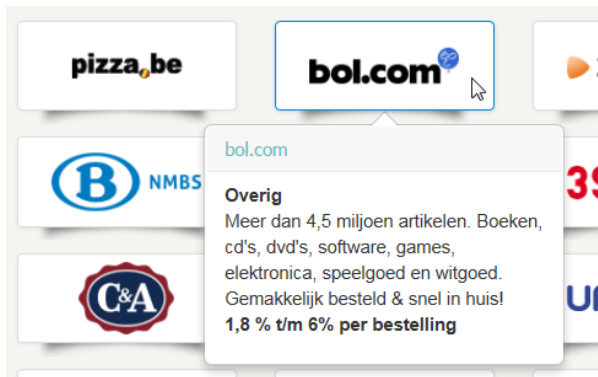 pizza.be
bol.com
B NMBS
C&A
bol.com
Overig
Meer dan 4,5 miljoen artikelen. Boeken,
cd's, dvd's, software, games,
elektronica, speelgoed en witgoed.
Gemakkelijk besteld & snel in huis!
1,8 % t/m 6% per bestelling